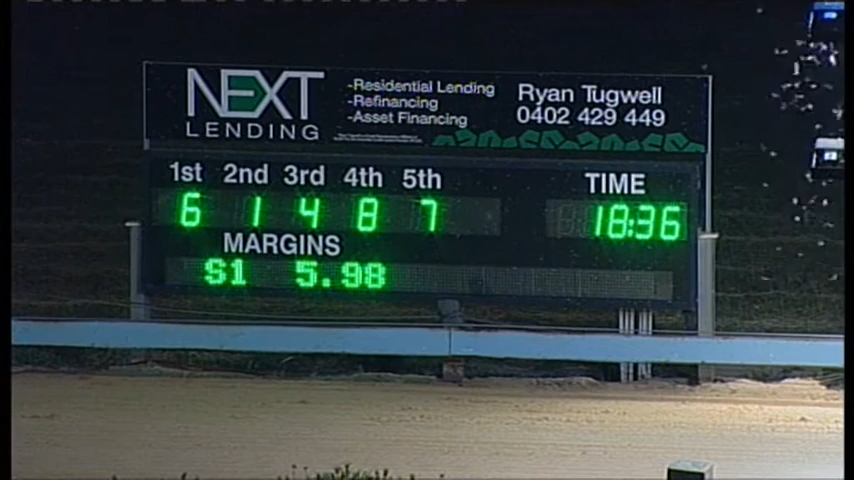 NEXT
LENDING
-Residential Lending
-Refinancing
-Asset Financing
Ryan Tugwell
0402 429 449
1st 2nd 3rd 4th 5th TIME
6 1 4 8 7 18:36
MARGINS
S1 5.98